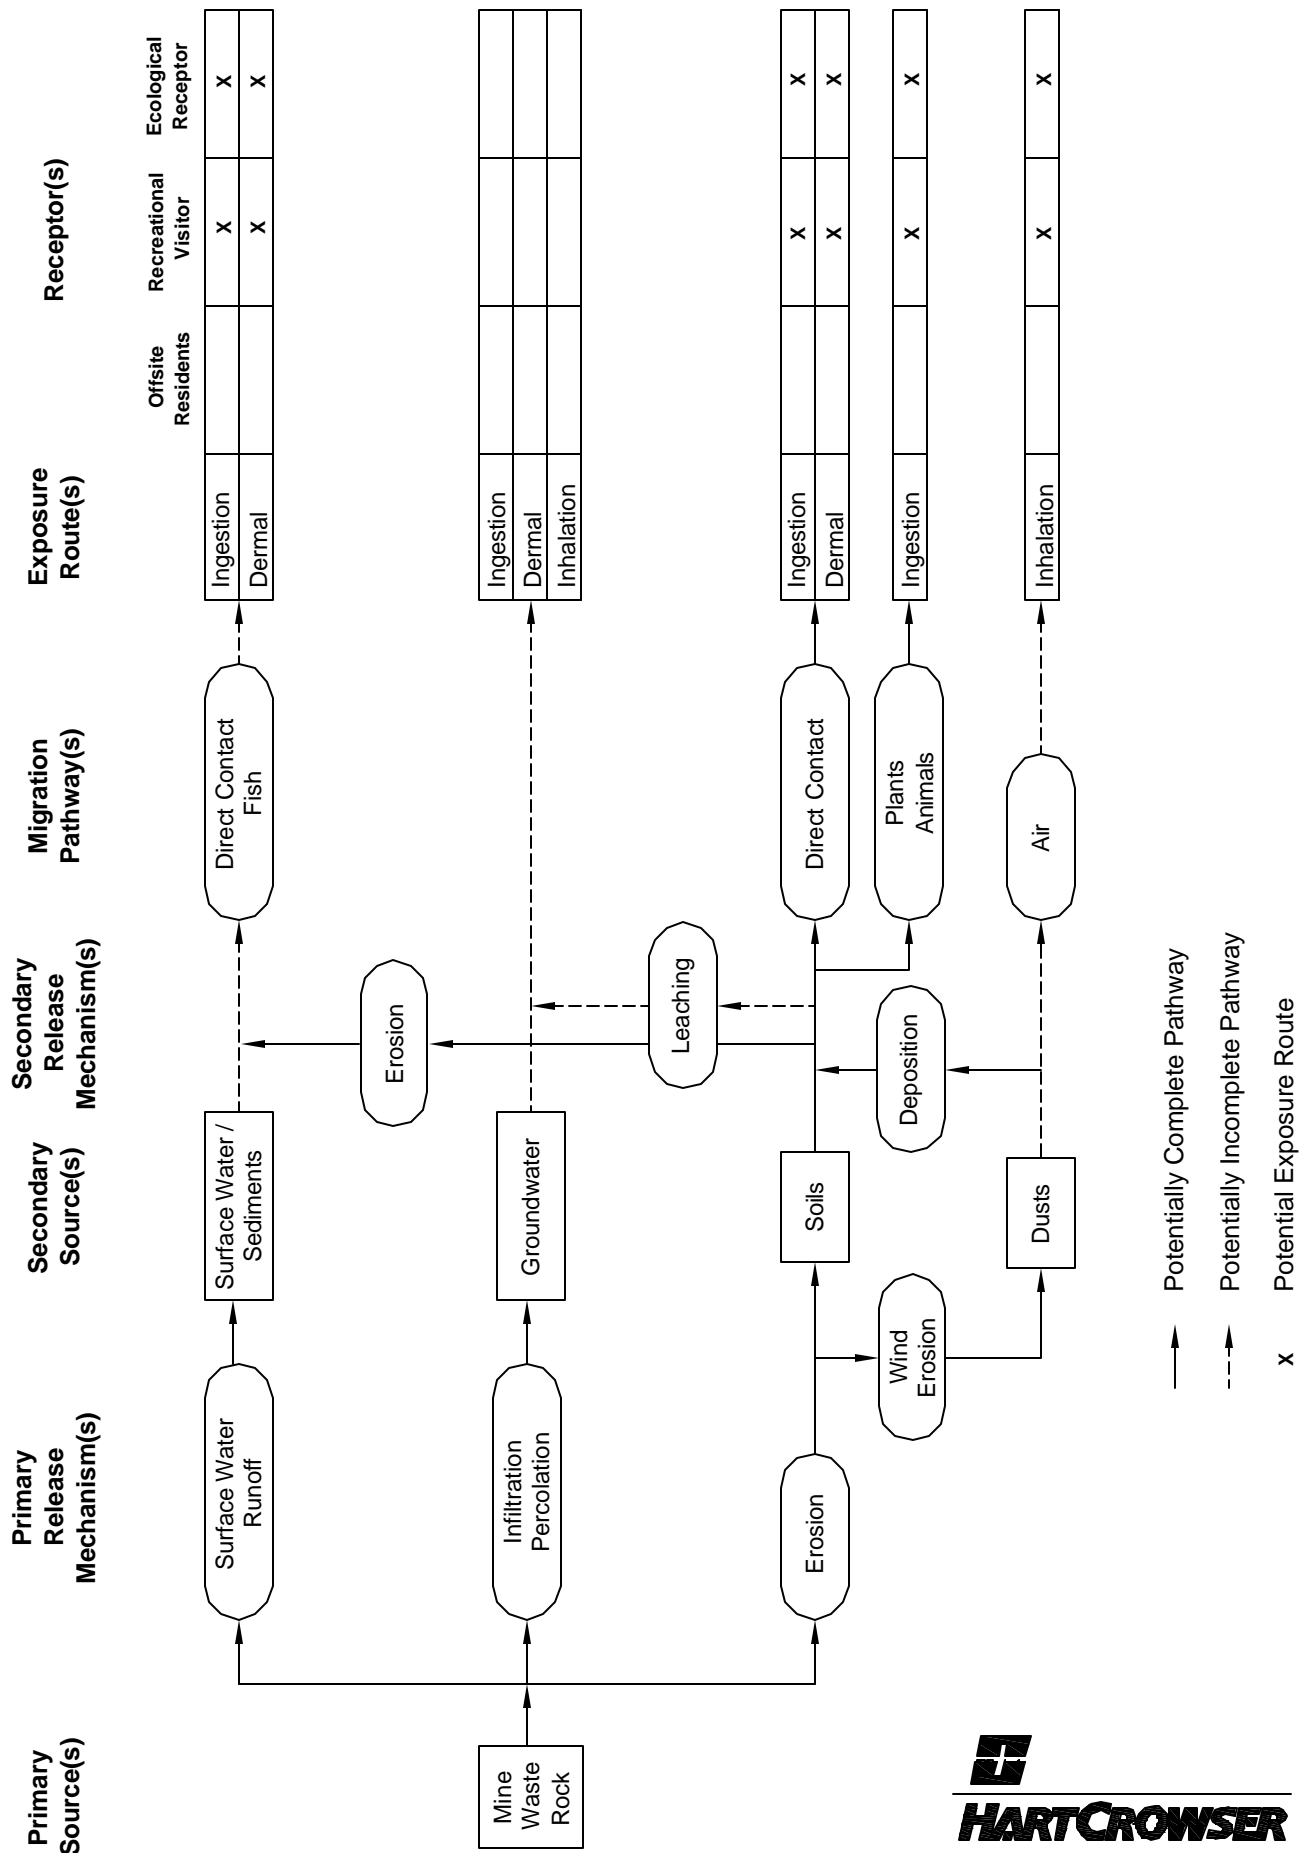 Primary
Source(s)
Primary
Release
Mechanism(s)
Secondary
Source(s)
Secondary
Release
Mechanism(s)
Migration
Pathway(s)
Exposure
Route(s)
Receptor(s)
Offsite
Residents
Recreational
Visitor
Ecological
Receptor
Mine
Waste
Rock
Surface Water
Runoff
Surface Water /
Sediments
Erosion
Direct Contact
Fish
Ingestion X X
Dermal X X
Infiltration
Percolation
Groundwater
Leaching
Ingestion
Dermal
Inhalation
Erosion
Soils
Direct Contact
Ingestion X X
Dermal X X
Wind
Erosion
Deposition
Plants
Animals
Ingestion X X
Dusts
Air
Inhalation X X
Potentially Complete Pathway
Potentially Incomplete Pathway
X Potential Exposure Route
HARTCROWSER